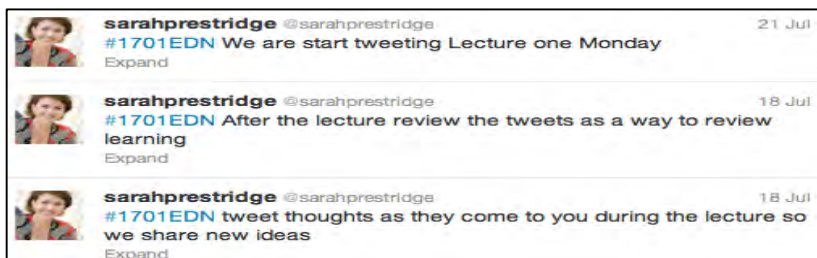 sarahprestridge @sarahprestridge 21 Jul
#1701EDN We are start tweeting Lecture one Monday
Expand
sarahprestridge @sarahprestridge 18 Jul
#1701EDN After the lecture review the tweets as a way to review
learning
Expand
sarahprestridge @sarahprestridge 18 Jul
#1701EDN tweet thoughts as they come to you during the lecture so
we share new ideas
Expand